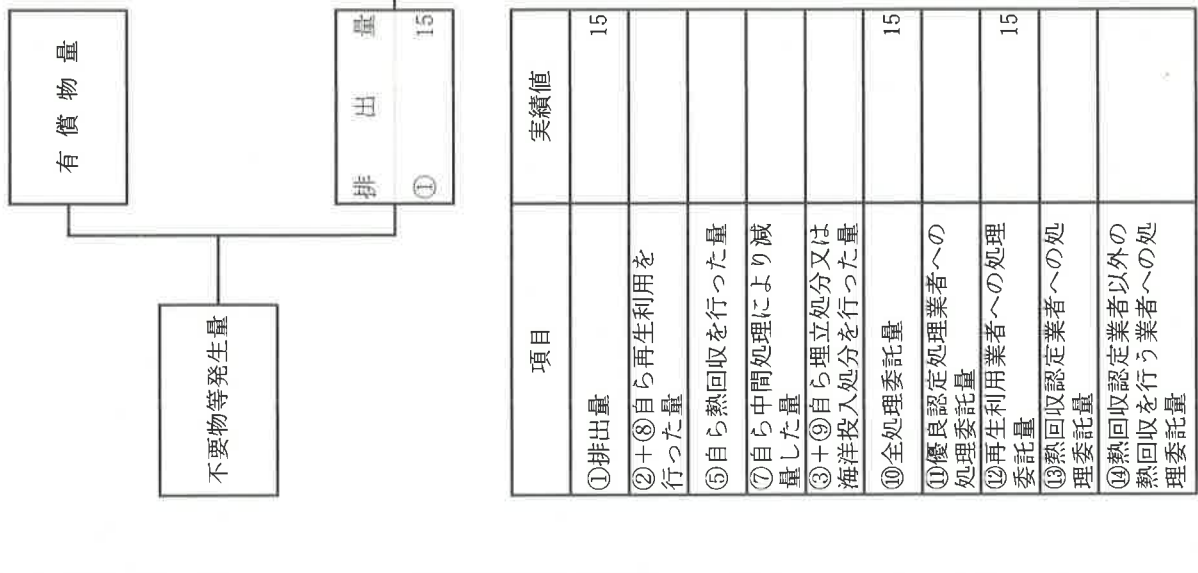 有償物量
不要物等発生量
排出量
① 15
項目 実績値
①排出量 15
②+⑧自ら再生利用を
行った量
⑤自ら熱回収を行った量
⑦自ら中間処理により減
量した量
③+⑨自ら埋立処分又は
海洋投入処分を行った量
⑩全処理委託量 15
⑪優良認定処理業者への
処理委託量
⑫再生利用業者への処理
委託量 15
⑬熱回収認定業者への処
理委託量
⑭熱回収認定業者以外の
熱回収を行う業者への処
理委託量